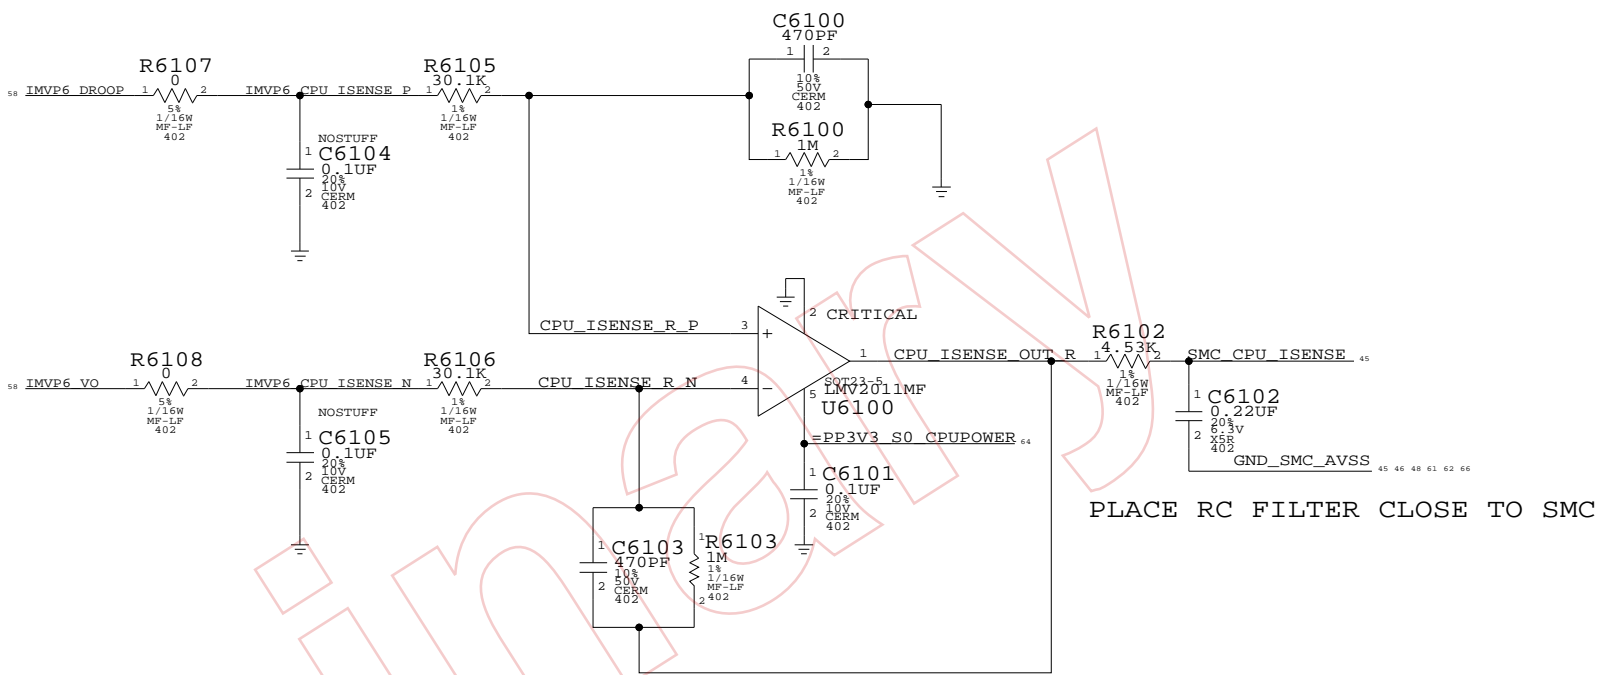 C6100
470PF
1 2
10%
50V
CERM
402
R6107
0
58 IMVP6_DROOP 1 2
5%
1/16W
MF-LF
402
IMVP6_CPU_ISENSE_P
R6105
30.1K
1 2
1%
1/16W
MF-LF
402
R6100
1M
1 2
1%
1/16W
MF-LF
402
NOSTUFF
1 C6104
0.1UF
20%
2 10V
CERM
402
CPU_ISENSE_R_P 3 +
2 CRITICAL
1 CPU_ISENSE_OUT_R
R6102
4.53K
1 2
1%
1/16W
MF-LF
402
SMC_CPU_ISENSE 45
R6108
0
58 IMVP6_VO 1 2
5%
1/16W
MF-LF
402
IMVP6_CPU_ISENSE_N
R6106
30.1K
1 2
1%
1/16W
MF-LF
402
CPU_ISENSE_R_N 4 -
SOT23-5
5 LMV2011MF
U6100
1 C6102
0.22UF
20%
2 6.3V
X5R
402
NOSTUFF
1 C6105
0.1UF
20%
2 10V
CERM
402
=PP3V3_S0_CPUPOWER 64
GND_SMC_AVSS 45 46 48 61 62 66
1 C6101
0.1UF
20%
2 10V
CERM
402
PLACE RC FILTER CLOSE TO SMC
1 C6103
470PF
10%
2 50V
CERM
402
1 R6103
1M
1%
1/16W
MF-LF
2 402
inary